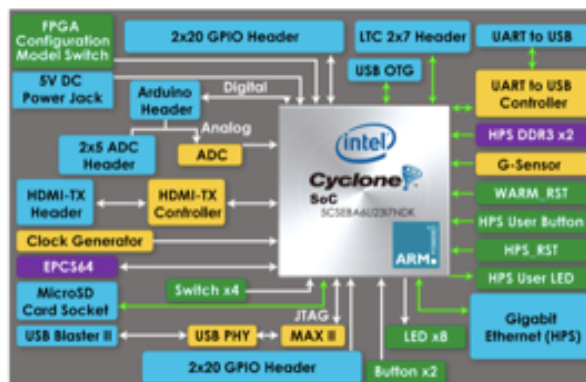 FPGA
Configuration
Model Switch
2x20 GPIO Header
LTC 2x7 Header
UART to USB
5V DC
Power Jack
USB OTG
Arduino
Header
Digital
UART to USB
Controller
Analog
2x5 ADC
Header
ADC
HPS DDR3 x2
G-Sensor
intel
Cyclone V
SoC
5CSEBA6U23I7NDK
ARM
HDMI-TX
Header
HDMI-TX
Controller
WARM_RST
HPS User Button
Clock Generator
HPS_RST
EPCS64
HPS User LED
MicroSD
Card Socket
Switch x4
JTAG
Gigabit
Ethernet (HPS)
USB Blaster II
USB PHY
MAX II
LED x8
2x20 GPIO Header
Button x2